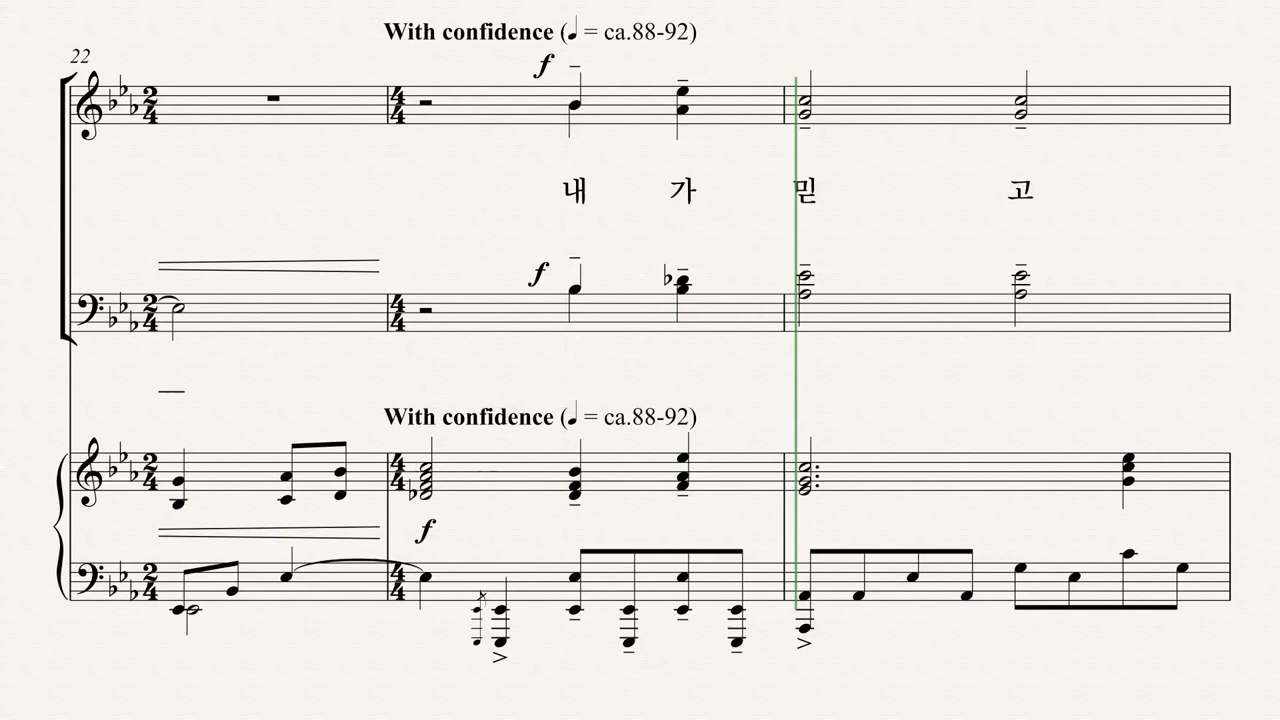 With confidence (♩ = ca.88-92)
22
f
내 가 믿 고
f
With confidence (♩ = ca.88-92)
f